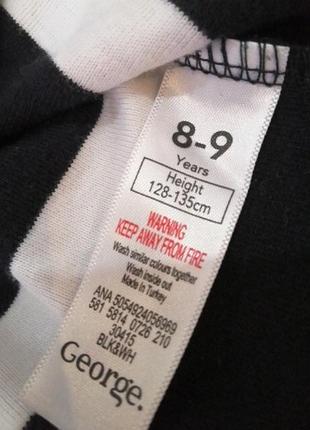 8-9
Years
Height
128-135cm
WARNING
KEEP AWAY FROM FIRE
Wash similar colours together
Wash inside out
Made in Turkey
ANA 5054924056969
581 5814 0726 210
30415
BLK&WH
George.